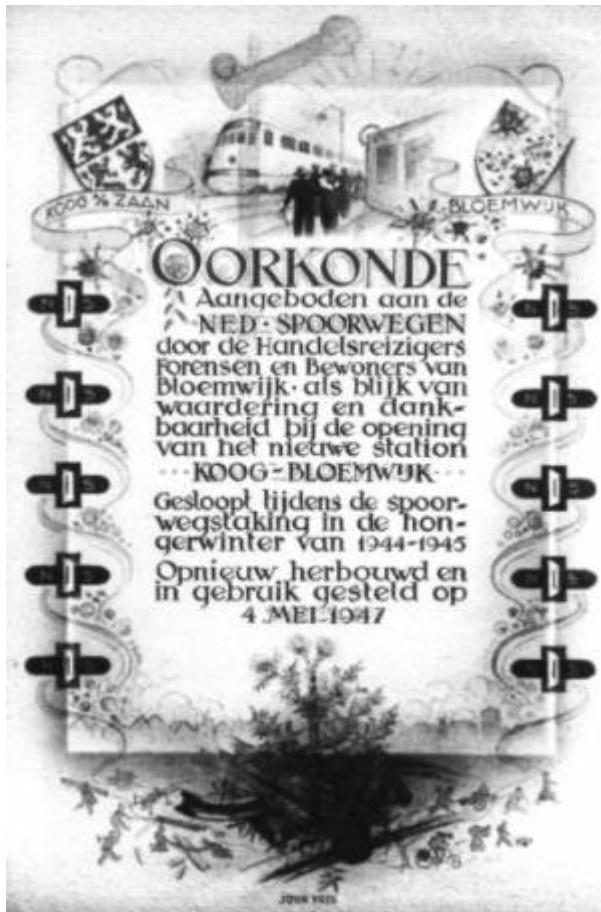 KOOG A/D ZAAN
BLOEMWIJK
OORKONDE
Aangeboden aan de
NED · SPOORWEGEN
door de Handelsreizigers
Forensen en Bewoners van
Bloemwijk · als blijk van
waardering en dank-
baarheid bij de opening
van het nieuwe station
··· KOOG-BLOEMWIJK ···
Gesloopt tijdens de spoor-
wegstaking in de hon-
gerwinter van 1944-1945
Opnieuw herbouwd en
in gebruik gesteld op
4 MEI 1947